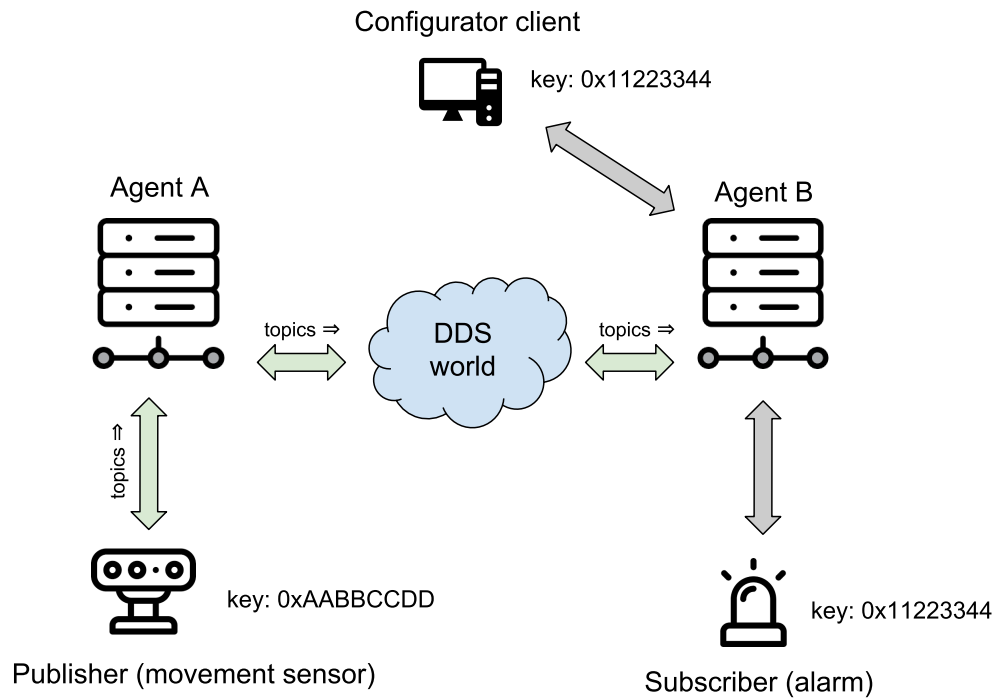 Configurator client
key: 0x11223344
Agent A
Agent B
topics ⇒
DDS
world
topics ⇒
topics ⇒
key: 0xAABBCCDD
key: 0x11223344
Publisher (movement sensor)
Subscriber (alarm)